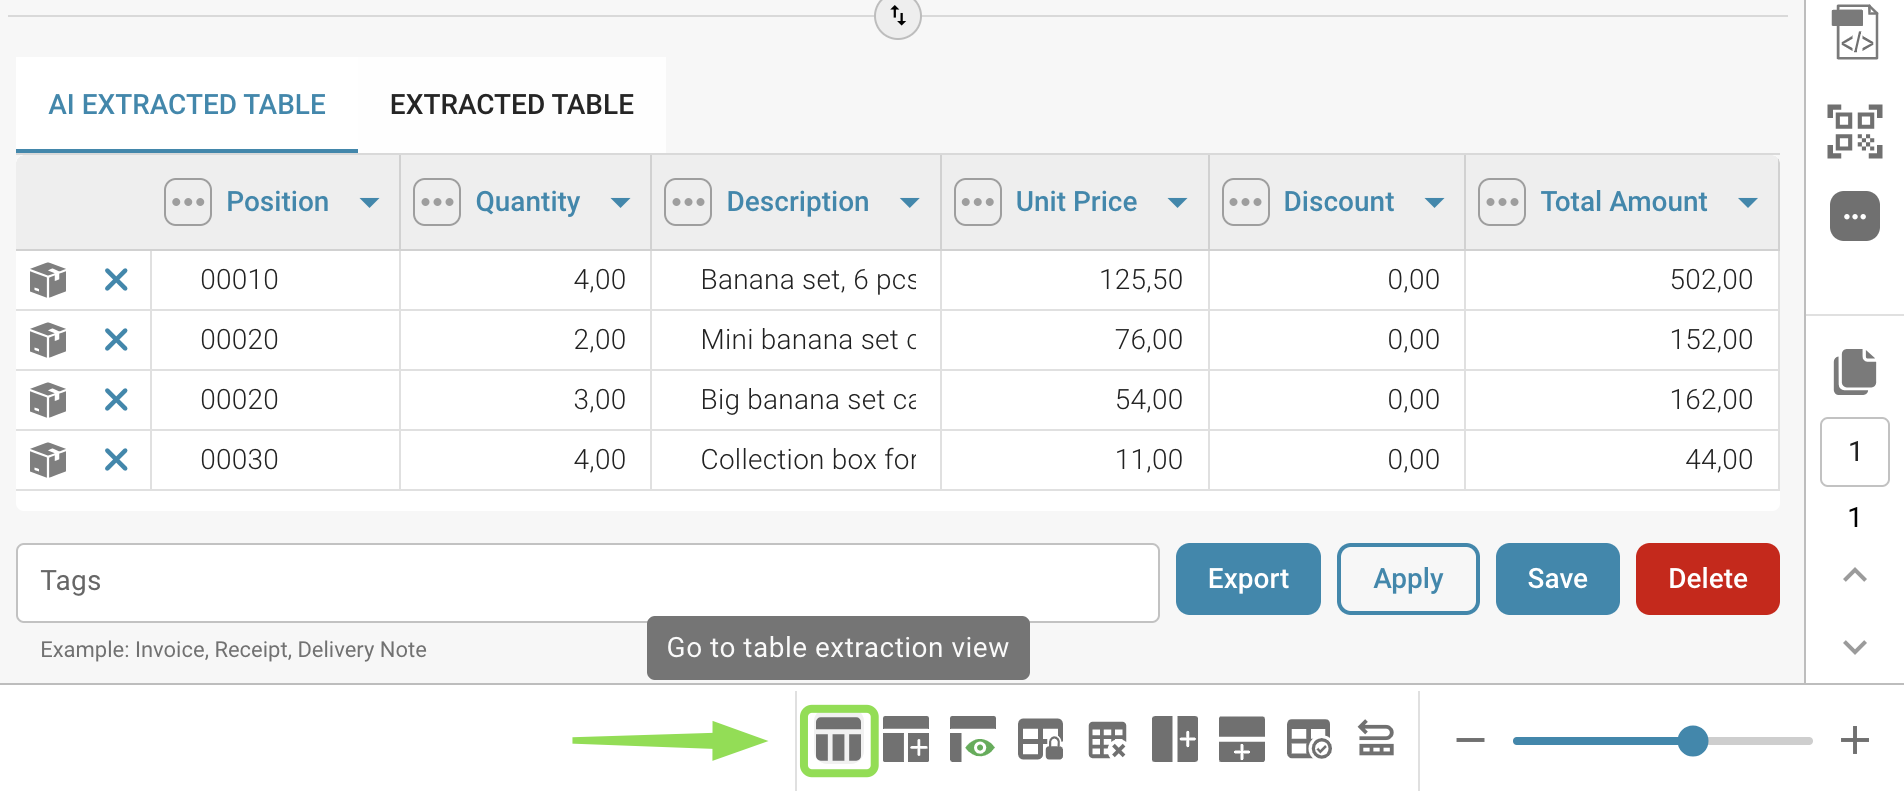 AI EXTRACTED TABLE EXTRACTED TABLE
Position Quantity Description Unit Price Discount Total Amount
00010 4,00 Banana set, 6 pcs 125,50 0,00 502,00
00020 2,00 Mini banana set c 76,00 0,00 152,00
00020 3,00 Big banana set ca 54,00 0,00 162,00
00030 4,00 Collection box for 11,00 0,00 44,00
1
1
Tags Export Apply Save Delete
Example: Invoice, Receipt, Delivery Note
Go to table extraction view